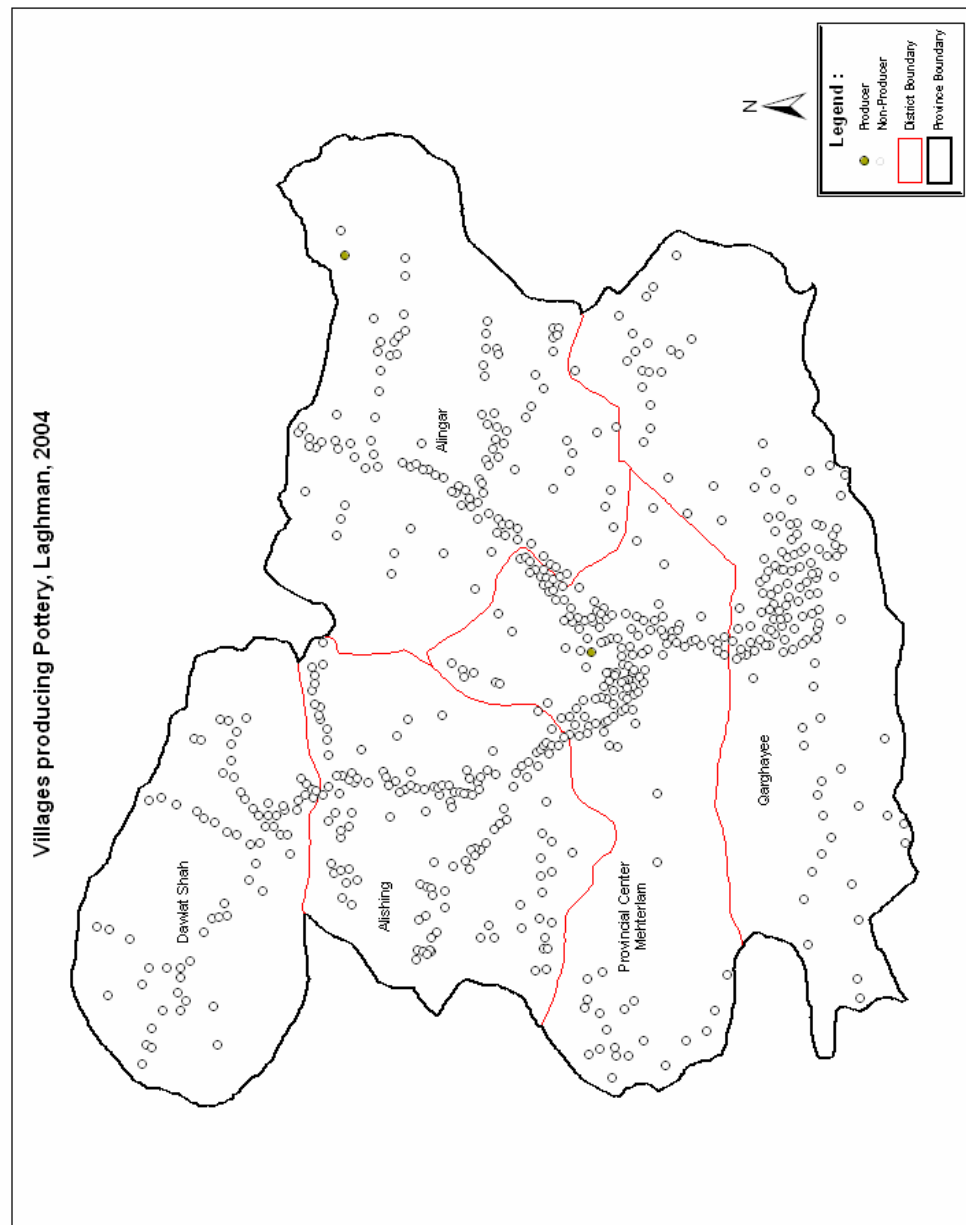 Villages producing Pottery, Laghman, 2004
N
Dawlat Shah
Alingar
Alishing
Provincial Center
Mehterlam
Qarghayee
Legend :
Producer
Non-Producer
District Boundary
Province Boundary